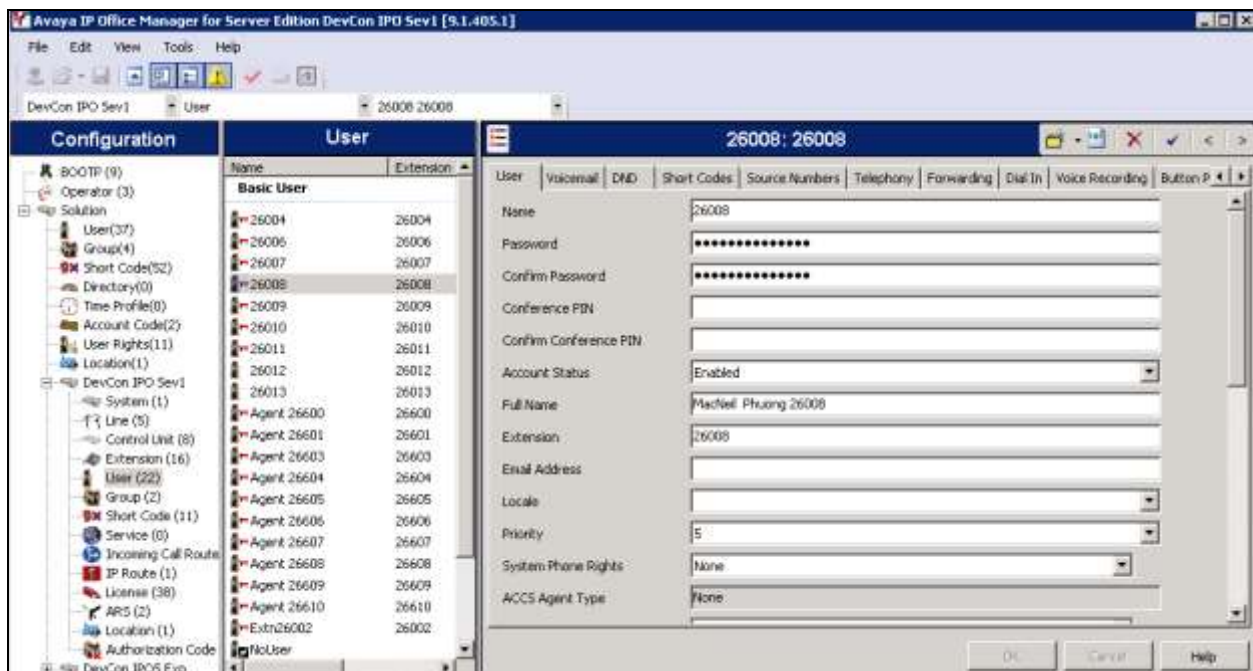 Avaya IP Office Manager for Server Edition DevCon IPO Sev1 [9.1.405.1]
File Edit View Tools Help
DevCon IPO Sev1 User 26008 26008
Configuration
BOOTP (9)
Operator (3)
Solution
User(37)
Group(4)
Short Code(52)
Directory(0)
Time Profile(0)
Account Code(2)
User Rights(11)
Location(1)
DevCon IPO Sev1
System (1)
Line (5)
Control Unit (8)
Extension (16)
User (22)
Group (2)
Short Code (11)
Service (0)
Incoming Call Route
IP Route (1)
License (38)
ARS (2)
Location (1)
Authorization Code
DevCon IPOS Exp
User
Name Extension
Basic User
26004 26004
26006 26006
26007 26007
26008 26008
26009 26009
26010 26010
26011 26011
26012 26012
26013 26013
Agent 26600 26600
Agent 26601 26601
Agent 26603 26603
Agent 26604 26604
Agent 26605 26605
Agent 26606 26606
Agent 26607 26607
Agent 26608 26608
Agent 26609 26609
Agent 26610 26610
Extn26002 26002
NoUser
26008: 26008
User Voicemail DND Short Codes Source Numbers Telephony Forwarding Dial In Voice Recording Button P
Name 26008
Password ••••••••••••••
Confirm Password ••••••••••••••
Conference PIN
Confirm Conference PIN
Account Status Enabled
Full Name MacNeil Phuong 26008
Extension 26008
Email Address
Locale
Priority 5
System Phone Rights None
ACCS Agent Type None
OK Cancel Help